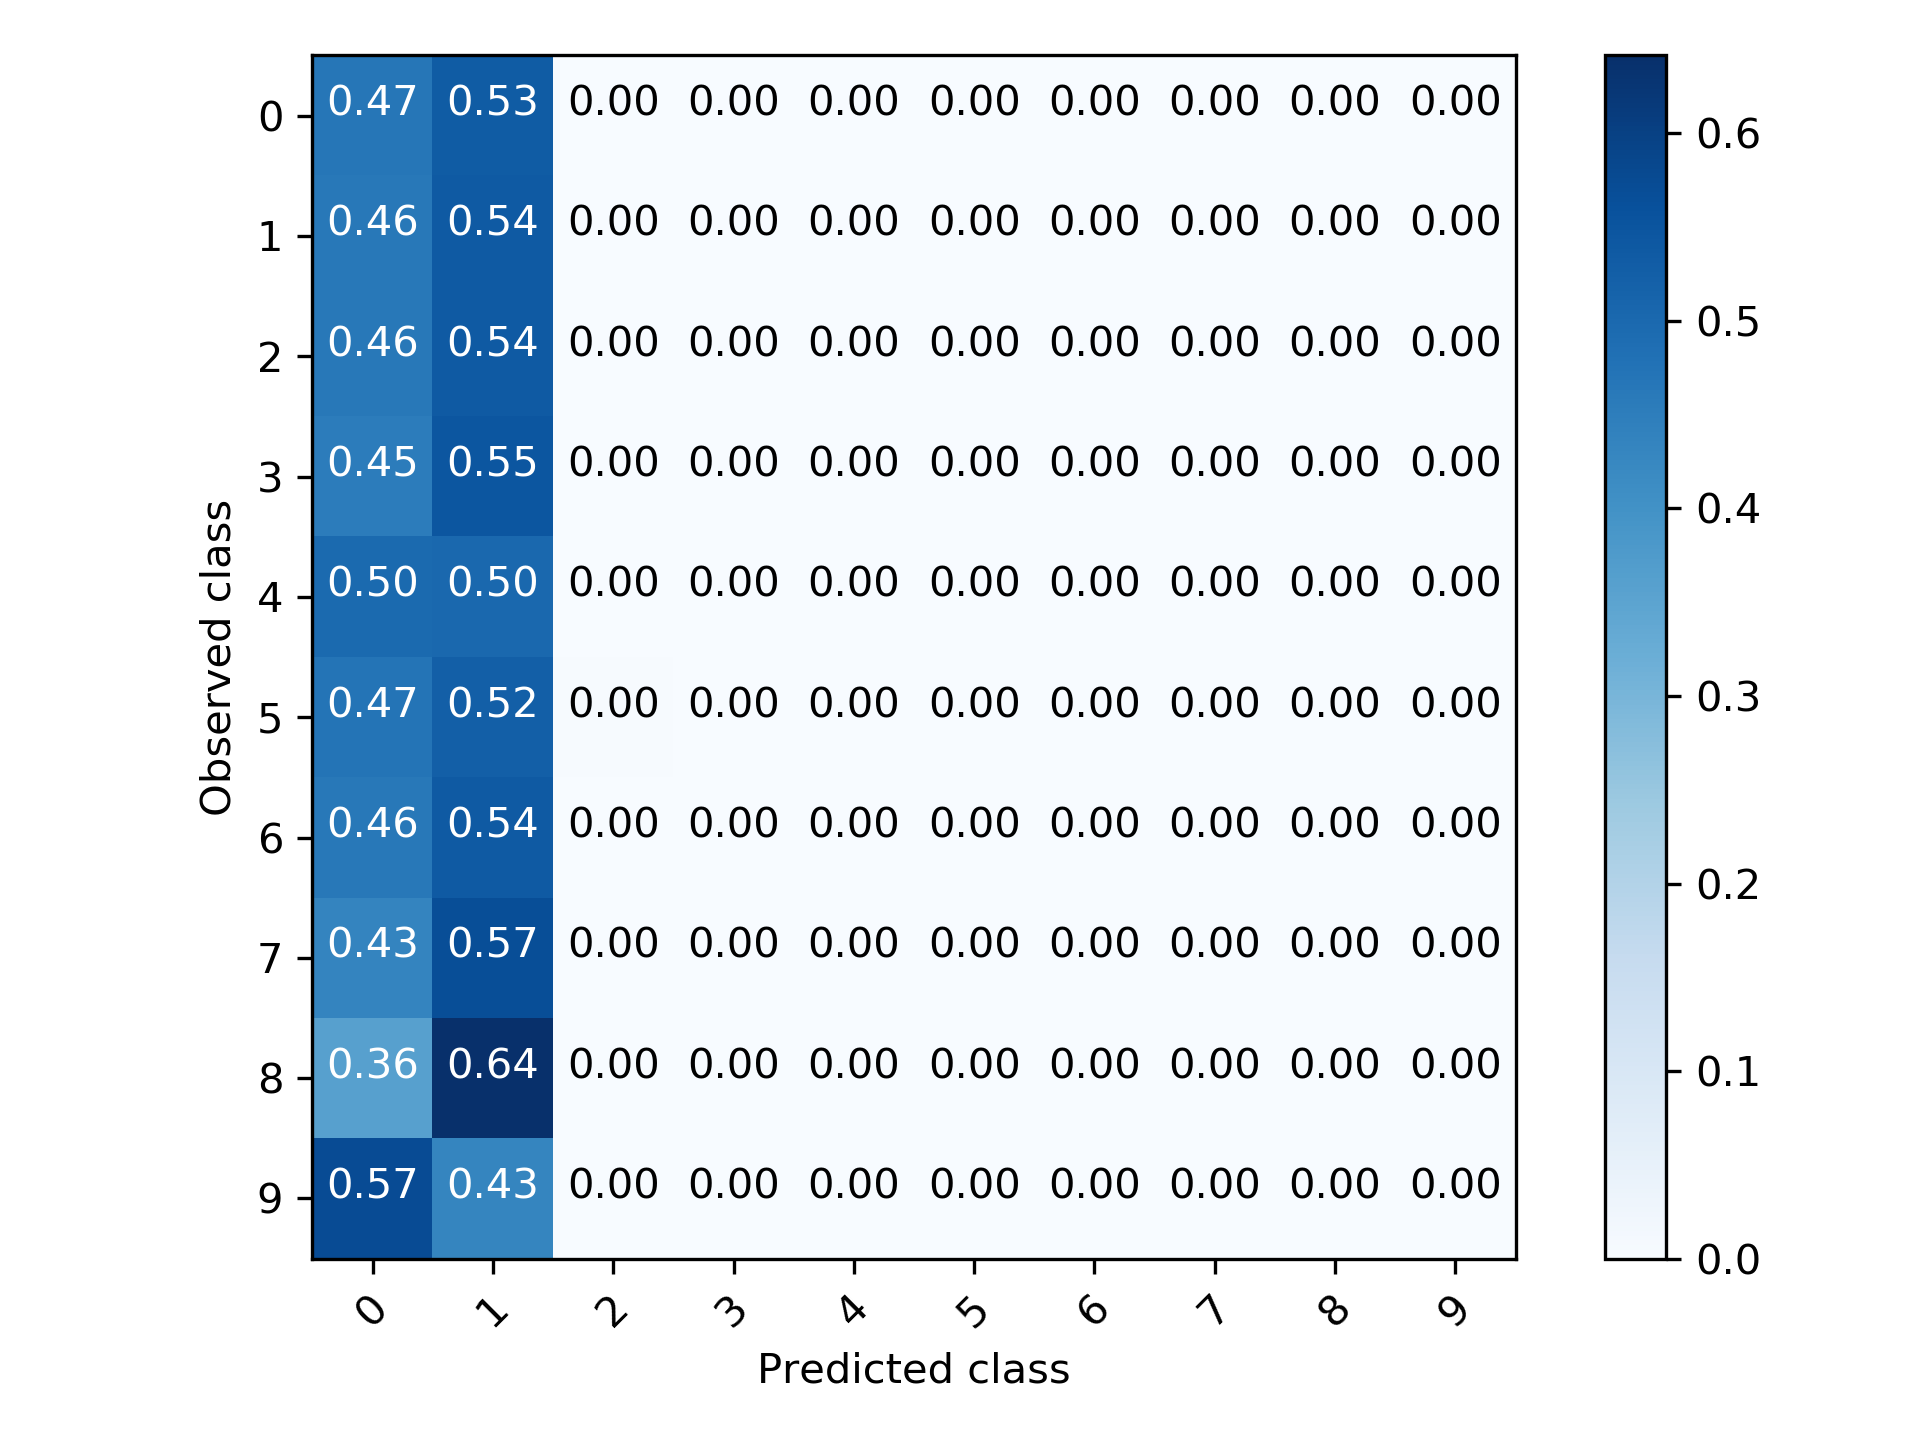 0 0.47 0.53 0.00 0.00 0.00 0.00 0.00 0.00 0.00 0.00
1 0.46 0.54 0.00 0.00 0.00 0.00 0.00 0.00 0.00 0.00
2 0.46 0.54 0.00 0.00 0.00 0.00 0.00 0.00 0.00 0.00
3 0.45 0.55 0.00 0.00 0.00 0.00 0.00 0.00 0.00 0.00
4 0.50 0.50 0.00 0.00 0.00 0.00 0.00 0.00 0.00 0.00
5 0.47 0.52 0.00 0.00 0.00 0.00 0.00 0.00 0.00 0.00
6 0.46 0.54 0.00 0.00 0.00 0.00 0.00 0.00 0.00 0.00
7 0.43 0.57 0.00 0.00 0.00 0.00 0.00 0.00 0.00 0.00
8 0.36 0.64 0.00 0.00 0.00 0.00 0.00 0.00 0.00 0.00
9 0.57 0.43 0.00 0.00 0.00 0.00 0.00 0.00 0.00 0.00
0 1 2 3 4 5 6 7 8 9
Predicted class
Observed class
0.6
0.5
0.4
0.3
0.2
0.1
0.0